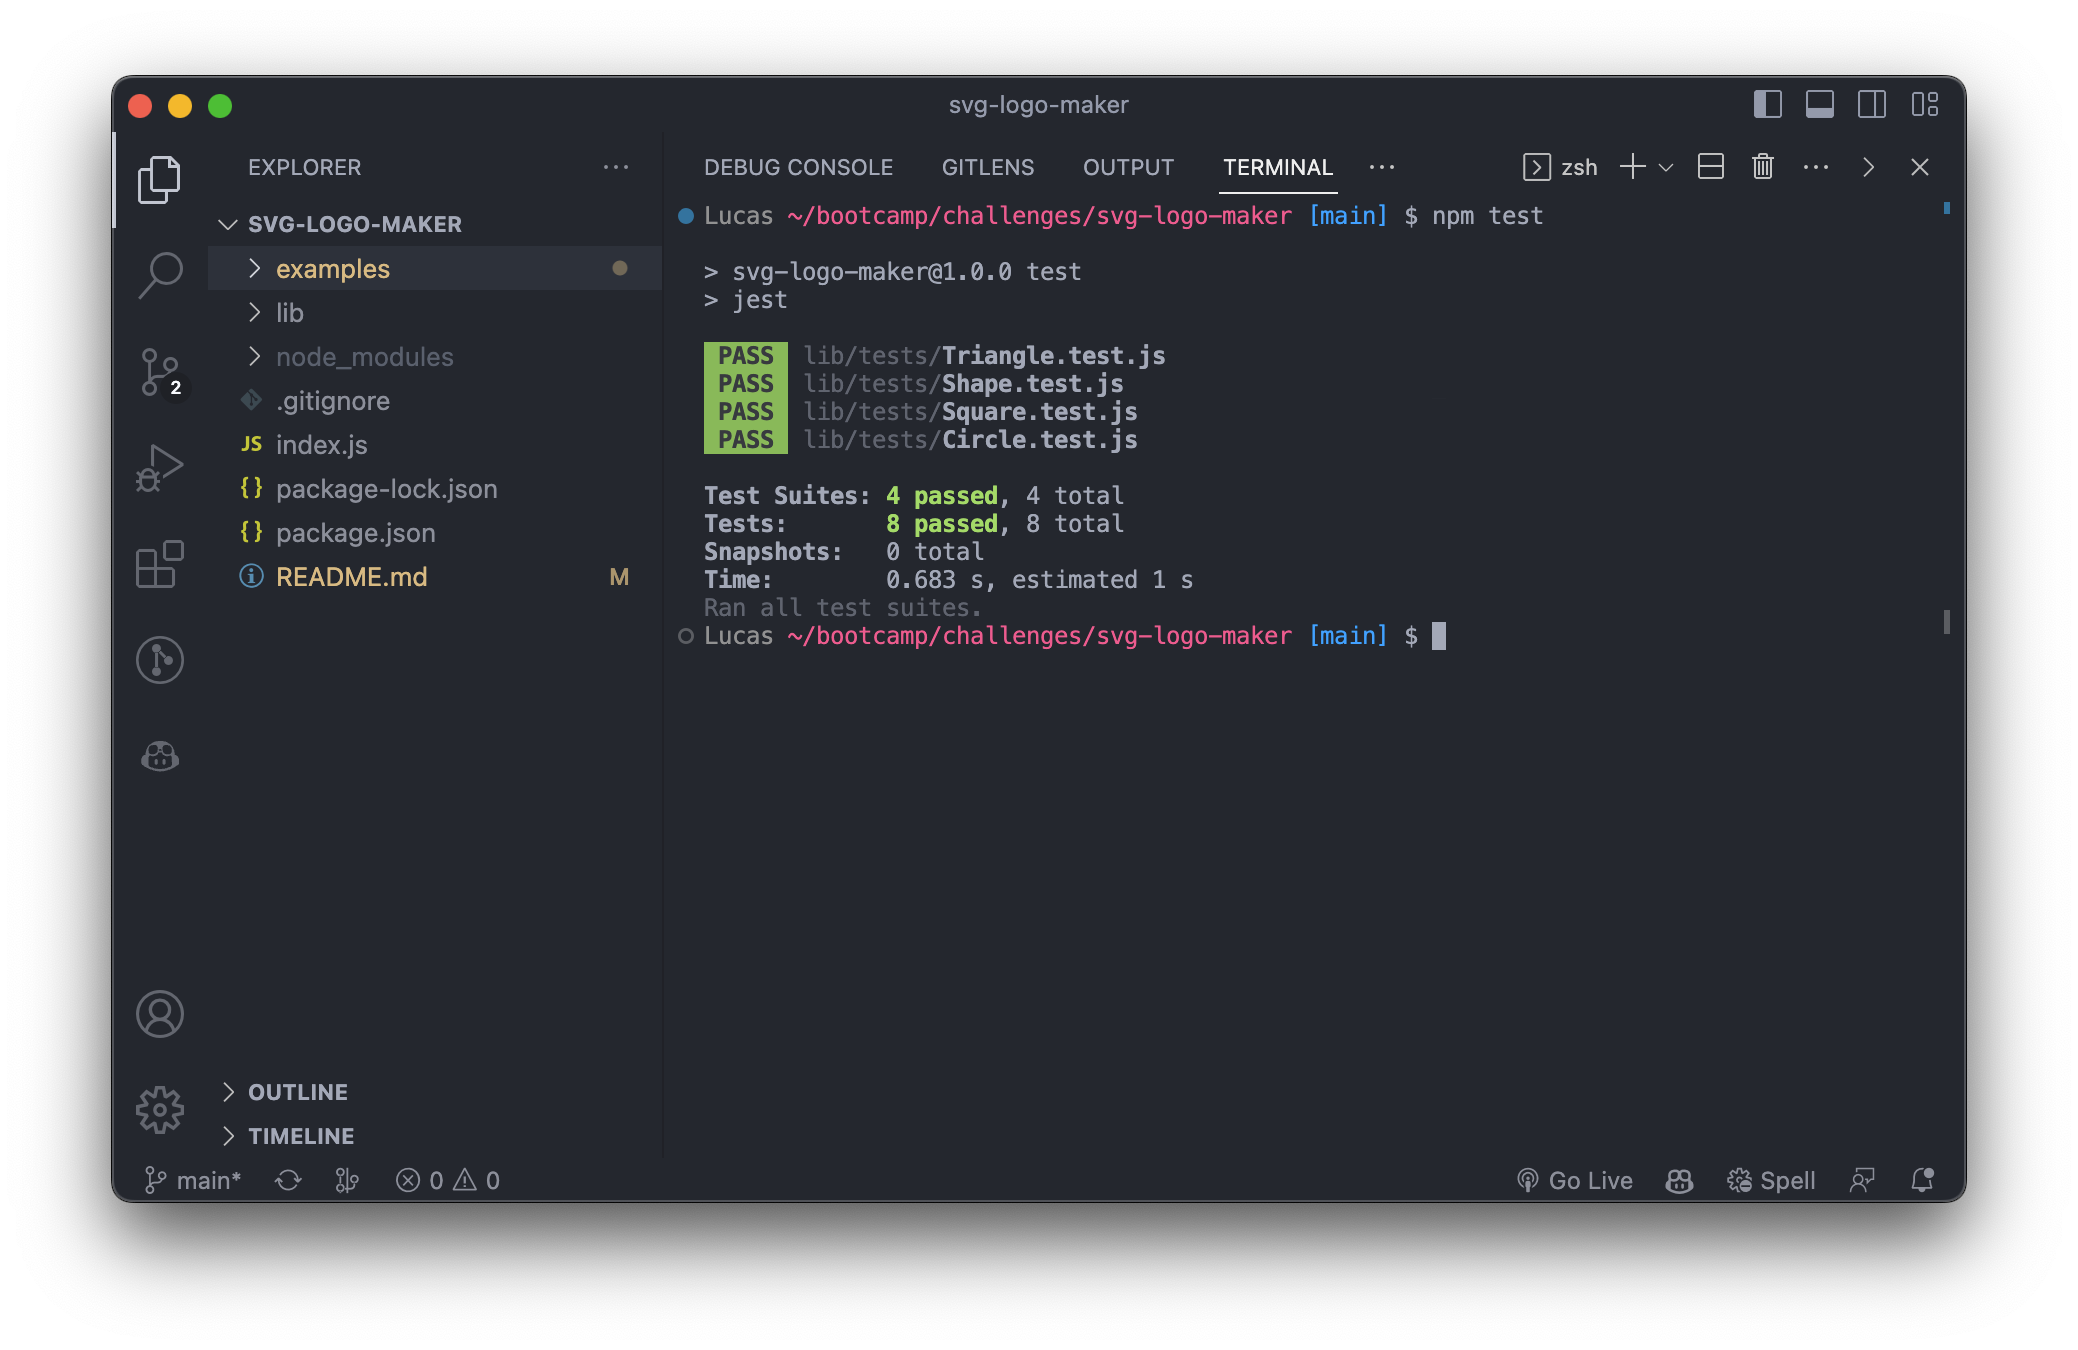 svg-logo-maker
EXPLORER
SVG-LOGO-MAKER
examples
lib
node_modules
.gitignore
JS index.js
{} package-lock.json
{} package.json
README.md M
2
OUTLINE
TIMELINE
DEBUG CONSOLE GITLENS OUTPUT TERMINAL zsh
Lucas ~/bootcamp/challenges/svg-logo-maker [main] $ npm test
> svg-logo-maker@1.0.0 test
> jest
PASS lib/tests/Triangle.test.js
PASS lib/tests/Shape.test.js
PASS lib/tests/Square.test.js
PASS lib/tests/Circle.test.js
Test Suites: 4 passed, 4 total
Tests: 8 passed, 8 total
Snapshots: 0 total
Time: 0.683 s, estimated 1 s
Ran all test suites.
Lucas ~/bootcamp/challenges/svg-logo-maker [main] $
main* 0 0 Go Live Spell